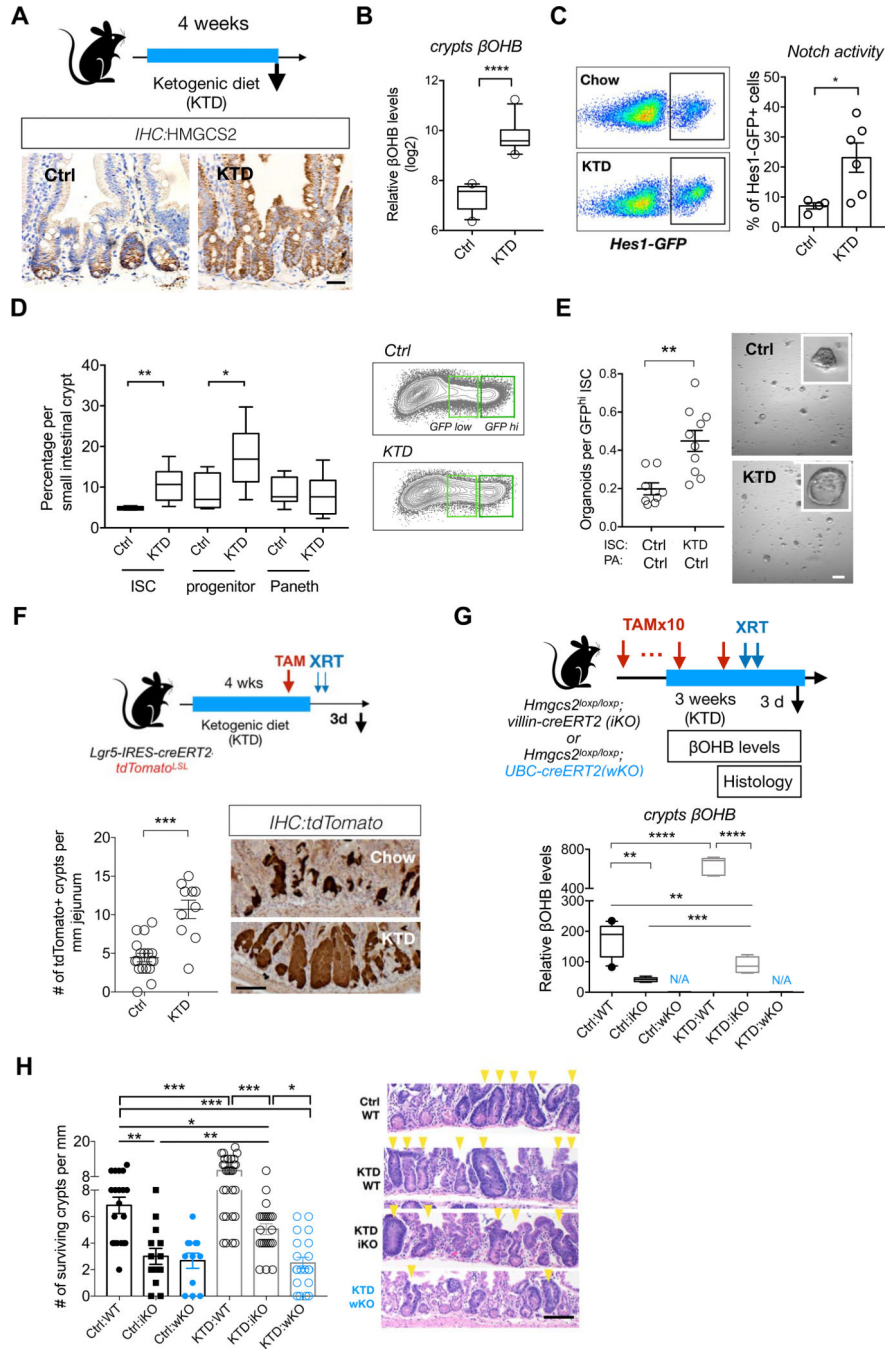 A
4 weeks
Ketogenic diet
(KTD)
IHC:HMGCS2
Ctrl
KTD
B
crypts βOHB
****
Relative βOHB levels
(log2)
12
10
8
6
Ctrl
KTD
C
Chow
KTD
Hes1-GFP
Notch activity
*
% of Hes1-GFP+ cells
50
40
30
20
10
0
Ctrl
KTD
D
Percentage per
small intestinal crypt
40
30
20
10
0
**
*
Ctrl
KTD
Ctrl
KTD
Ctrl
KTD
ISC
progenitor
Paneth
Ctrl
GFP low
GFP hi
KTD
E
**
Organoids per GFPhi ISC
0.8
0.6
0.4
0.2
0.0
ISC: Ctrl KTD
PA: Ctrl Ctrl
Ctrl
KTD
F
4 wks
TAM
XRT
Ketogenic diet
(KTD)
3d
Lgr5-IRES-creERT2;
tdTomatoLSL
***
# of tdTomato+ crypts per
mm jejunum
20
15
10
5
0
Ctrl
KTD
IHC:tdTomato
Chow
KTD
G
TAMx10
XRT
...
3 weeks
(KTD)
3 d
Hmgcs2loxp/loxp;
villin-creERT2 (iKO)
or
Hmgcs2loxp/loxp;
UBC-creERT2(wKO)
βOHB levels
Histology
crypts βOHB
****
****
**
**
***
Relative βOHB levels
800
400
200
150
100
50
0
N/A
N/A
Ctrl:WT
Ctrl:iKO
Ctrl:wKO
KTD:WT
KTD:iKO
KTD:wKO
H
***
***
*
***
*
**
**
# of surviving crypts per mm
20
8
8
6
4
2
0
Ctrl:WT
Ctrl:iKO
Ctrl:wKO
KTD:WT
KTD:iKO
KTD:wKO
Ctrl
WT
KTD
WT
KTD
iKO
KTD
wKO